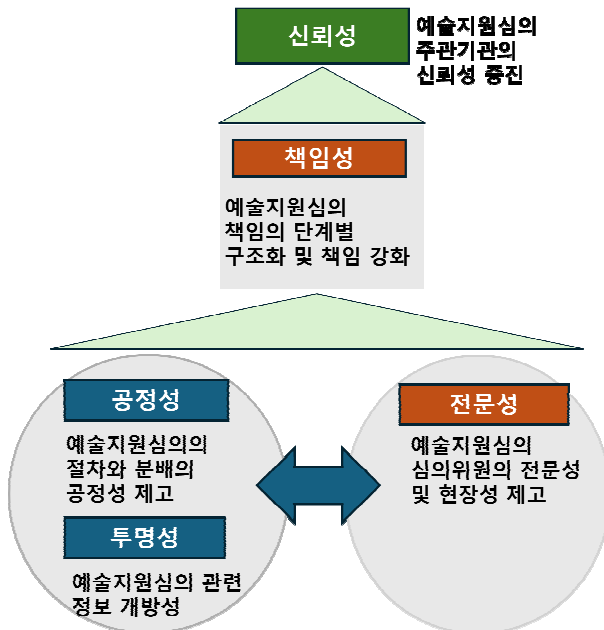 신뢰성
예술지원심의
주관기관의
신뢰성 증진
책임성
예술지원심의
책임의 단계별
구조화 및 책임 강화
공정성
예술지원심의의
절차와 분배의
공정성 제고
투명성
예술지원심의 관련
정보 개방성
전문성
예술지원심의
심의위원의 전문성
및 현장성 제고